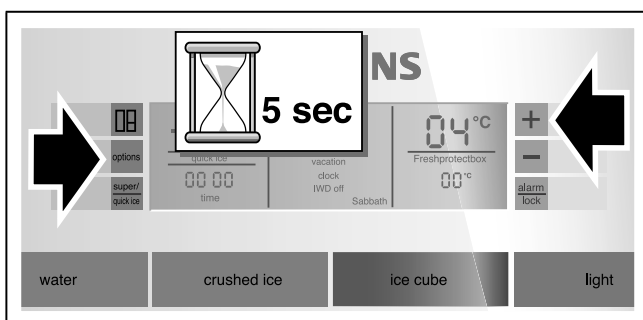 NS
5 sec
options
super/
quick ice
quick ice
00 00
time
vacation
clock
IWD off
Sabbath
04 °C
Freshprotectbox
00 °C
+
−
alarm
lock
water
crushed ice
ice cube
light